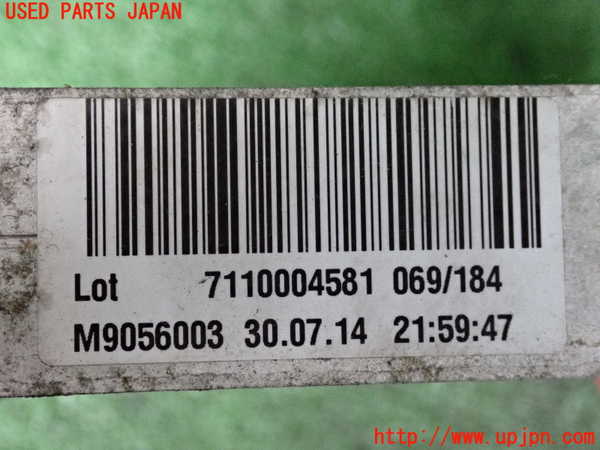 USED PARTS JAPAN
Lot 7110004581 069/184
M9056003 30.07.14 21:59:47
http://www.upjpn.com/